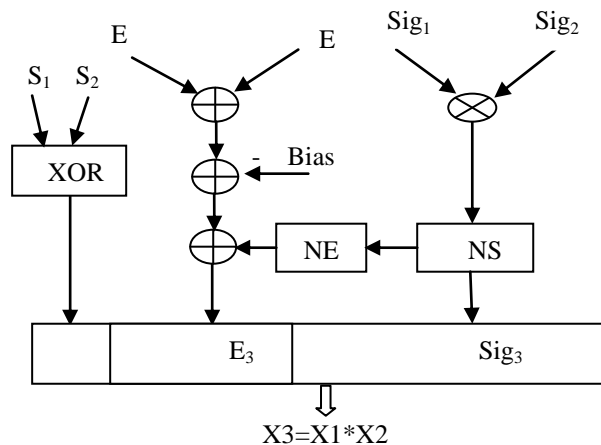 E E Sig₁ Sig₂
S₁ S₂
- Bias
XOR
NE NS
E₃ Sig₃
X3=X1*X2